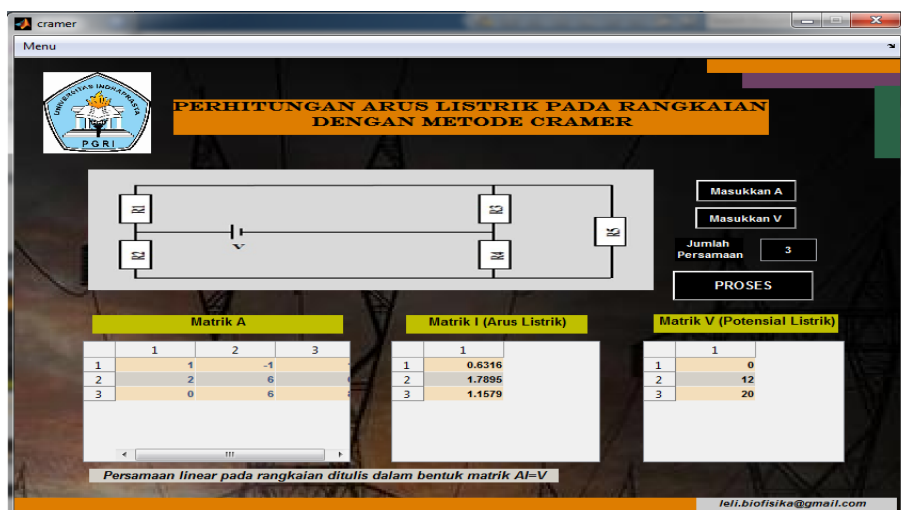 cramer
Menu
UNIVERSITAS INDRAPRASTA
PGRI
PERHITUNGAN ARUS LISTRIK PADA RANGKAIAN
DENGAN METODE CRAMER
R1
R2
V
R3
R4
R5
Masukkan A
Masukkan V
Jumlah
Persamaan
3
PROSES
Matrik A
1 2 3
1 1 -1
2 2 6
3 0 6
Matrik I (Arus Listrik)
1
1 0.6316
2 1.7895
3 1.1579
Matrik V (Potensial Listrik)
1
1 0
2 12
3 20
Persamaan linear pada rangkaian ditulis dalam bentuk matrik AI=V
leli.biofisika@gmail.com